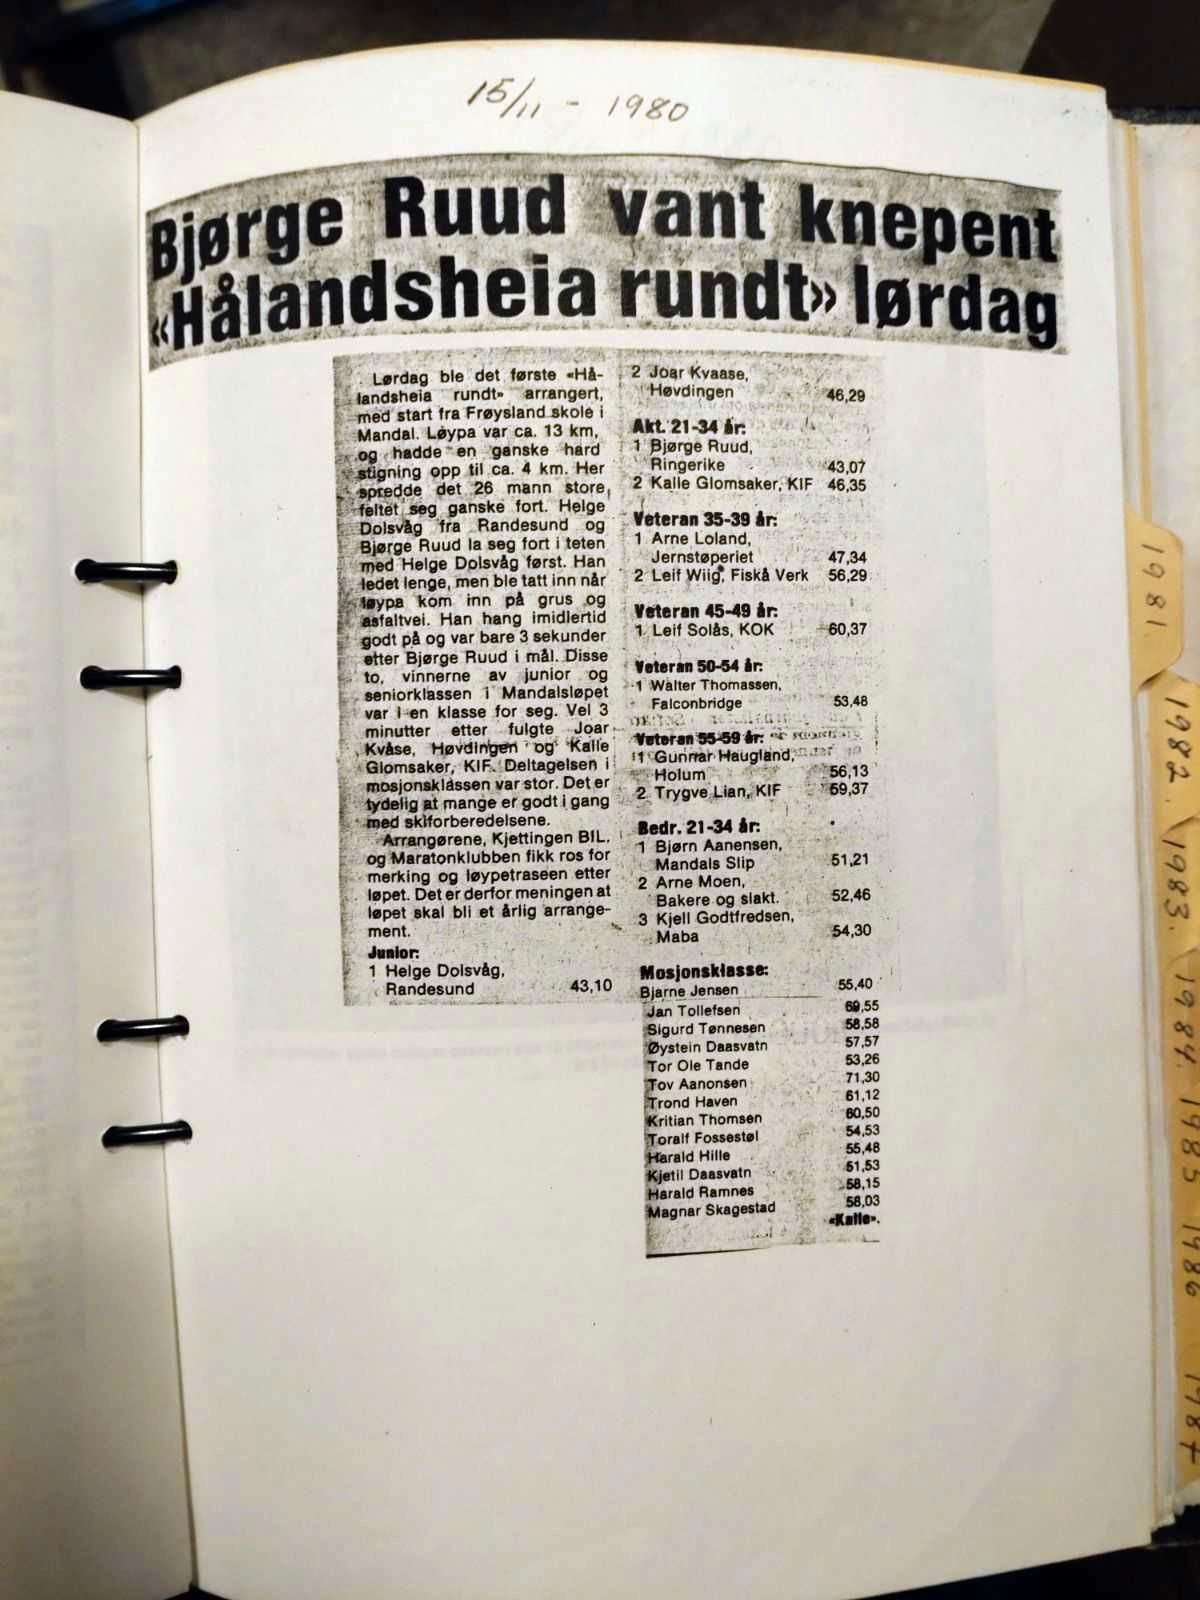 15/11 - 1980
Bjørge Ruud vant knepent
«Hålandsheia rundt» lørdag
Lørdag ble det første «Hå-
landsheia rundt» arrangert,
med start fra Frøysland skole i
Mandal. Løypa var ca. 13 km,
og hadde en ganske hard
stigning opp til ca. 4 km. Her
spredde det 26 mann store
feltet seg ganske fort. Helge
Dolsvåg fra Randesund og
Bjørge Ruud la seg fort i teten
med Helge Dolsvåg først. Han
ledet lenge, men ble tatt inn når
løypa kom inn på grus og
asfaltvei. Han hang imidlertid
godt på og var bare 3 sekunder
etter Bjørge Ruud i mål. Disse
to, vinnerne av junior og
seniorklassen i Mandalsløpet
var i en klasse for seg. Vel 3
minutter etter fulgte Joar
Kvåse, Høvdingen og Kalle
Glomsaker, KIF. Deltagelsen i
mosjonsklassen var stor. Det er
tydelig at mange er godt i gang
med skiforberedelsene.
Arrangørene, Kjettingen BIL.
og Maratonklubben fikk ros for
merking og løypetraseen etter
løpet. Det er derfor meningen at
løpet skal bli et årlig arrange-
ment.
Junior:
1 Helge Dolsvåg,
Randesund 43,10
2 Joar Kvaase,
Høvdingen 46,29
Akt. 21-34 år:
1 Bjørge Ruud,
Ringerike 43,07
2 Kalle Glomsaker, KIF 46,35
Veteran 35-39 år:
1 Arne Loland,
Jernstøperiet 47,34
2 Leif Wiig, Fiskå Verk 56,29
Veteran 45-49 år:
1 Leif Solås, KOK 60,37
Veteran 50-54 år:
1 Walter Thomassen,
Falconbridge 53,48
Veteran 55-59 år:
1 Gunnar Haugland,
Holum 56,13
2 Trygve Lian, KIF 59,37
Bedr. 21-34 år:
1 Bjørn Aanensen,
Mandals Slip 51,21
2 Arne Moen,
Bakere og slakt. 52,46
3 Kjell Godtfredsen,
Maba 54,30
Mosjonsklasse:
Bjarne Jensen 55,40
Jan Tollefsen 69,55
Sigurd Tønnesen 58,58
Øystein Daasvatn 57,57
Tor Ole Tande 53,26
Tov Aanonsen 71,30
Trond Haven 61,12
Kritian Thomsen 60,50
Toralf Fossestøl 54,53
Harald Hille 55,48
Kjetil Daasvatn 51,53
Harald Ramnes 58,15
Magnar Skagestad 58,03
«Kalle».
1981.
1982.
1983.
1984.
1985
1986
1987